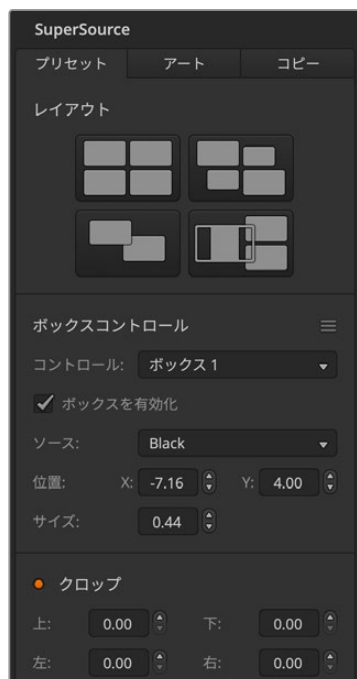 SuperSource
プリセット アート コピー
レイアウト
ボックスコントロール
コントロール: ボックス 1
ボックスを有効化
ソース: Black
位置: X: -7.16 Y: 4.00
サイズ: 0.44
クロップ
上: 0.00 下: 0.00
左: 0.00 右: 0.00